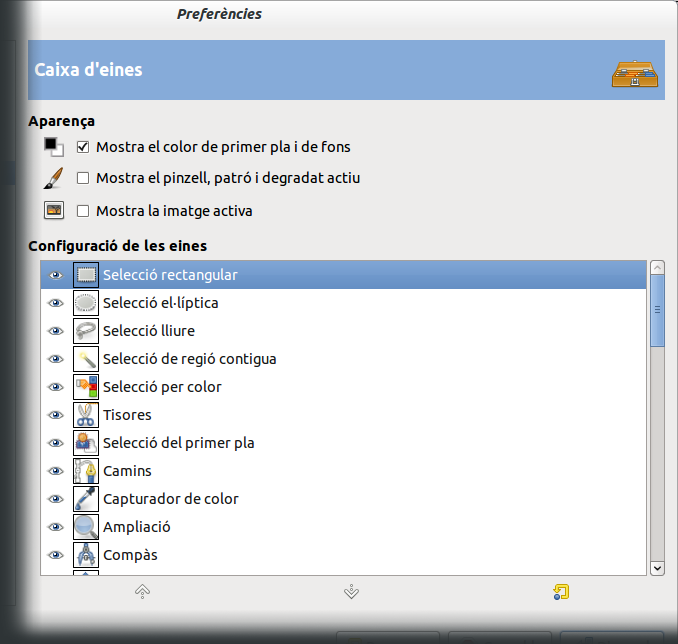 Preferències
Caixa d'eines
Aparença
Mostra el color de primer pla i de fons
Mostra el pinzell, patró i degradat actiu
Mostra la imatge activa
Configuració de les eines
Selecció rectangular
Selecció el·líptica
Selecció lliure
Selecció de regió contigua
Selecció per color
Tisores
Selecció del primer pla
Camins
Capturador de color
Ampliació
Compàs